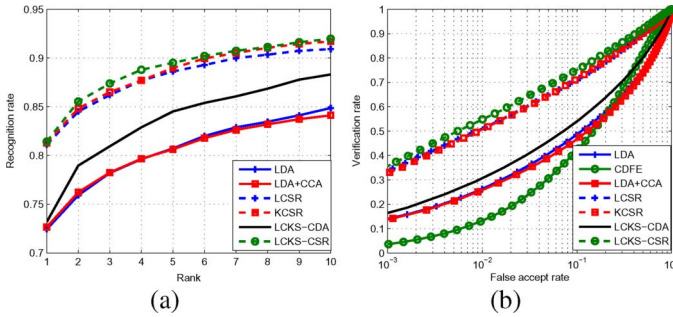 0.95
0.9
0.85
0.8
0.75
0.7
Recognition rate
1 2 3 4 5 6 7 8 9 10
Rank
LDA
LDA+CCA
LCSR
KCSR
LCKS-CDA
LCKS-CSR
(a)
1
0.9
0.8
0.7
0.6
0.5
0.4
0.3
0.2
0.1
0
Verification rate
10⁻³ 10⁻² 10⁻¹ 10⁰
False accept rate
LDA
CDFE
LDA+CCA
LCSR
KCSR
LCKS-CDA
LCKS-CSR
(b)